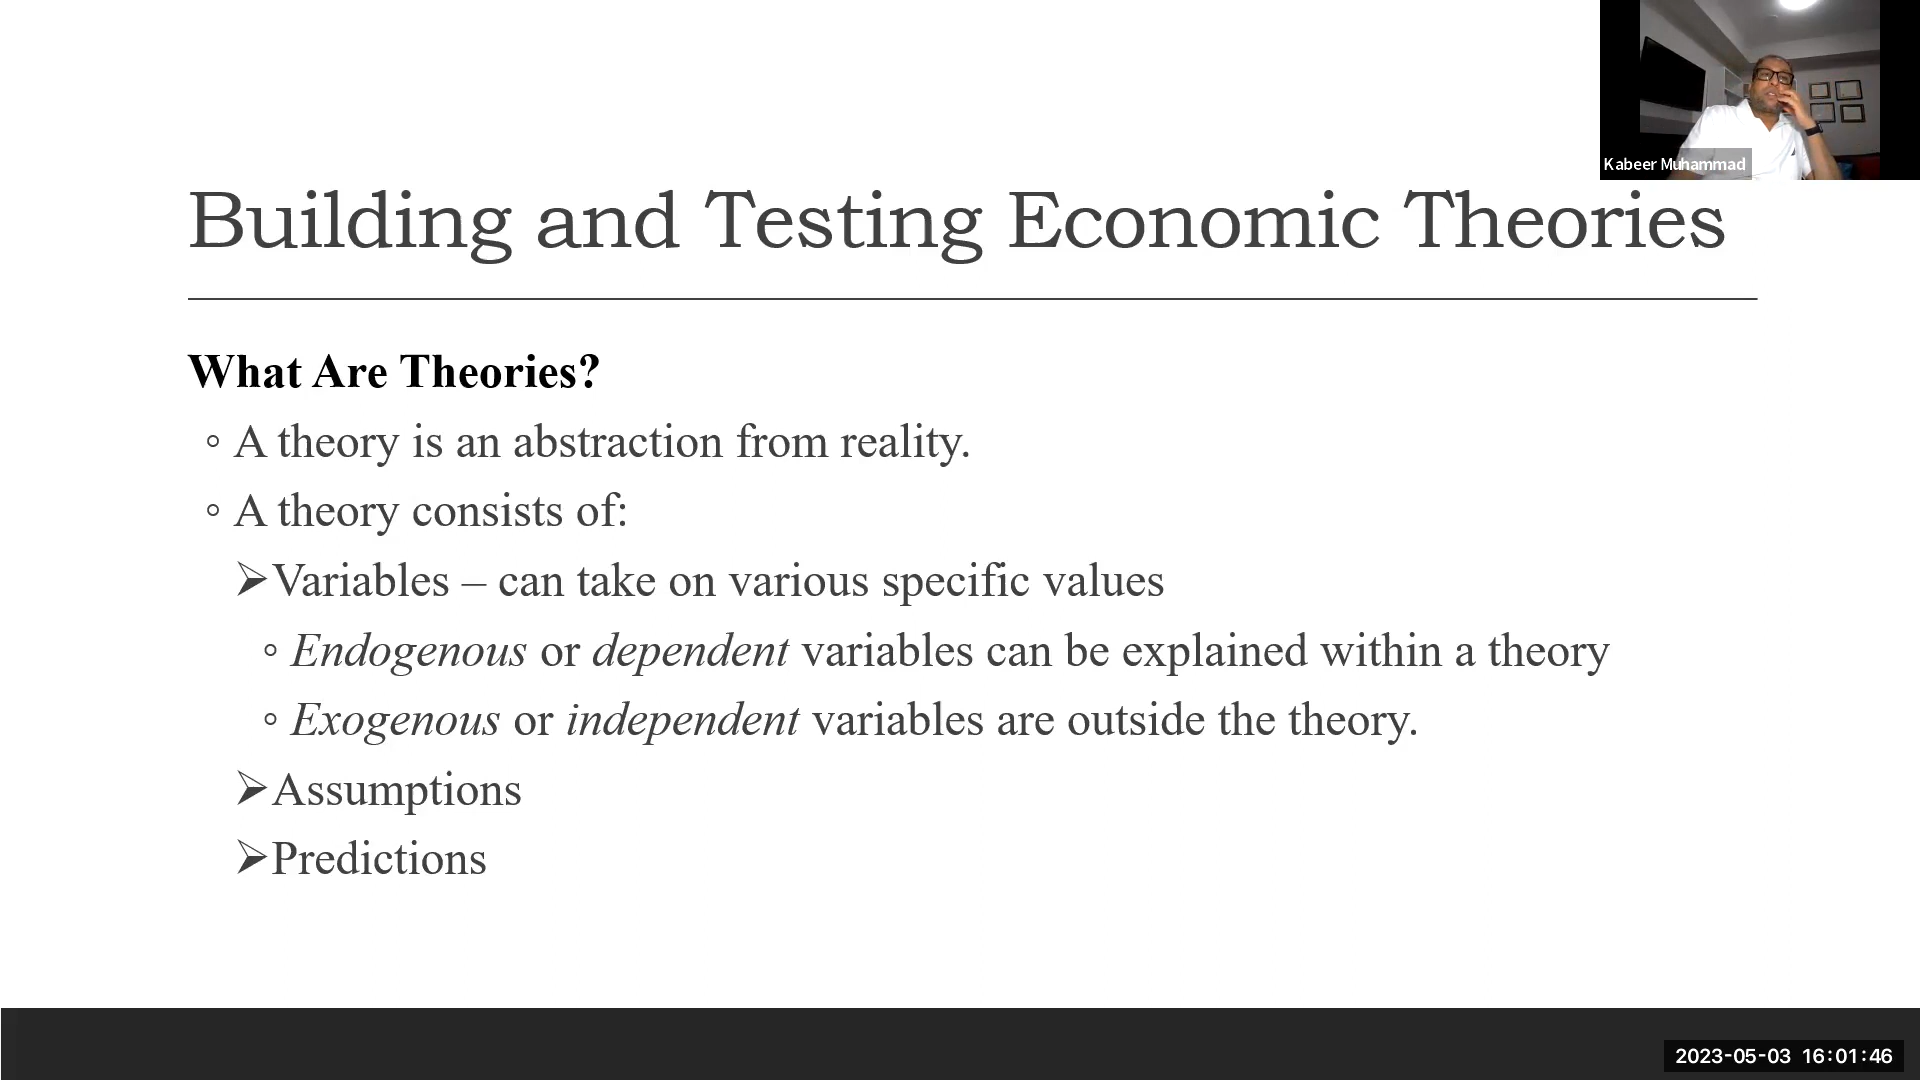 Kabeer Muhammad
Building and Testing Economic Theories
What Are Theories?
◦ A theory is an abstraction from reality.
◦ A theory consists of:
➢Variables – can take on various specific values
◦ Endogenous or dependent variables can be explained within a theory
◦ Exogenous or independent variables are outside the theory.
➢Assumptions
➢Predictions
2023-05-03 16:01:46